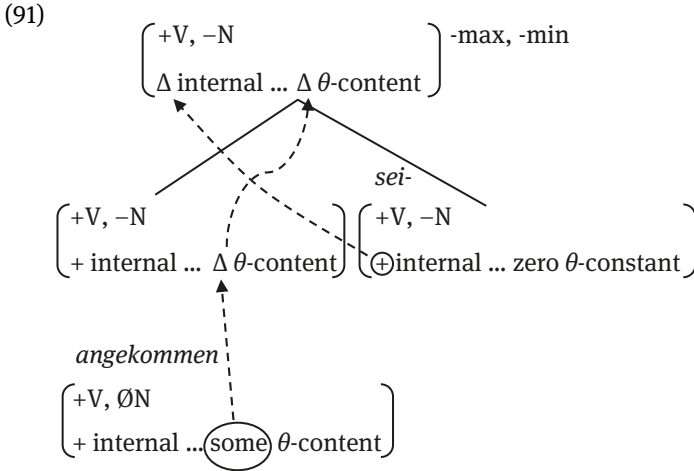 (91)
+V, −N
-max, -min
Δ internal ... Δ θ-content
sei-
+V, −N
+V, −N
+ internal ... Δ θ-content
+internal ... zero θ-constant
angekommen
+V, ØN
+ internal ... some θ-content